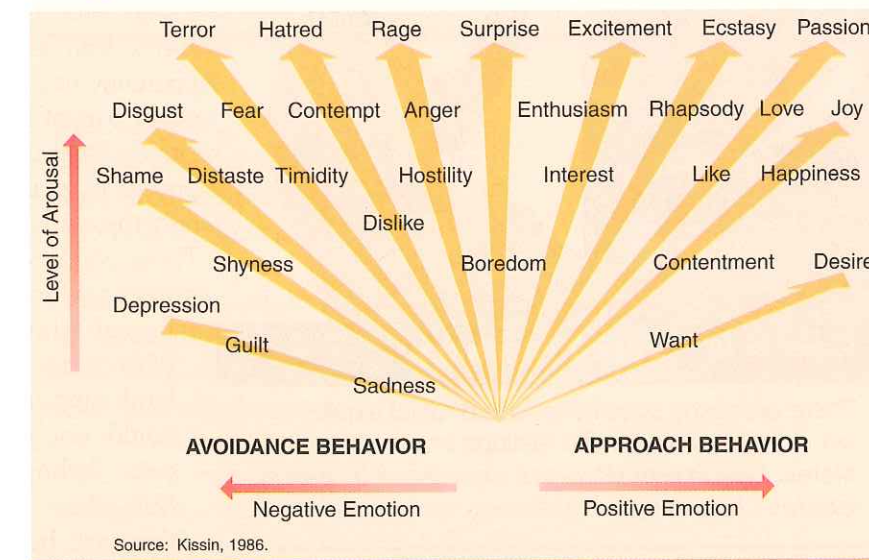 Terror Hatred Rage Surprise Excitement Ecstasy Passion
Disgust Fear Contempt Anger Enthusiasm Rhapsody Love Joy
Shame Distaste Timidity Hostility Interest Like Happiness
Dislike
Shyness Boredom Contentment Desire
Depression
Guilt Want
Sadness
Level of Arousal
AVOIDANCE BEHAVIOR APPROACH BEHAVIOR
Negative Emotion Positive Emotion
Source: Kissin, 1986.